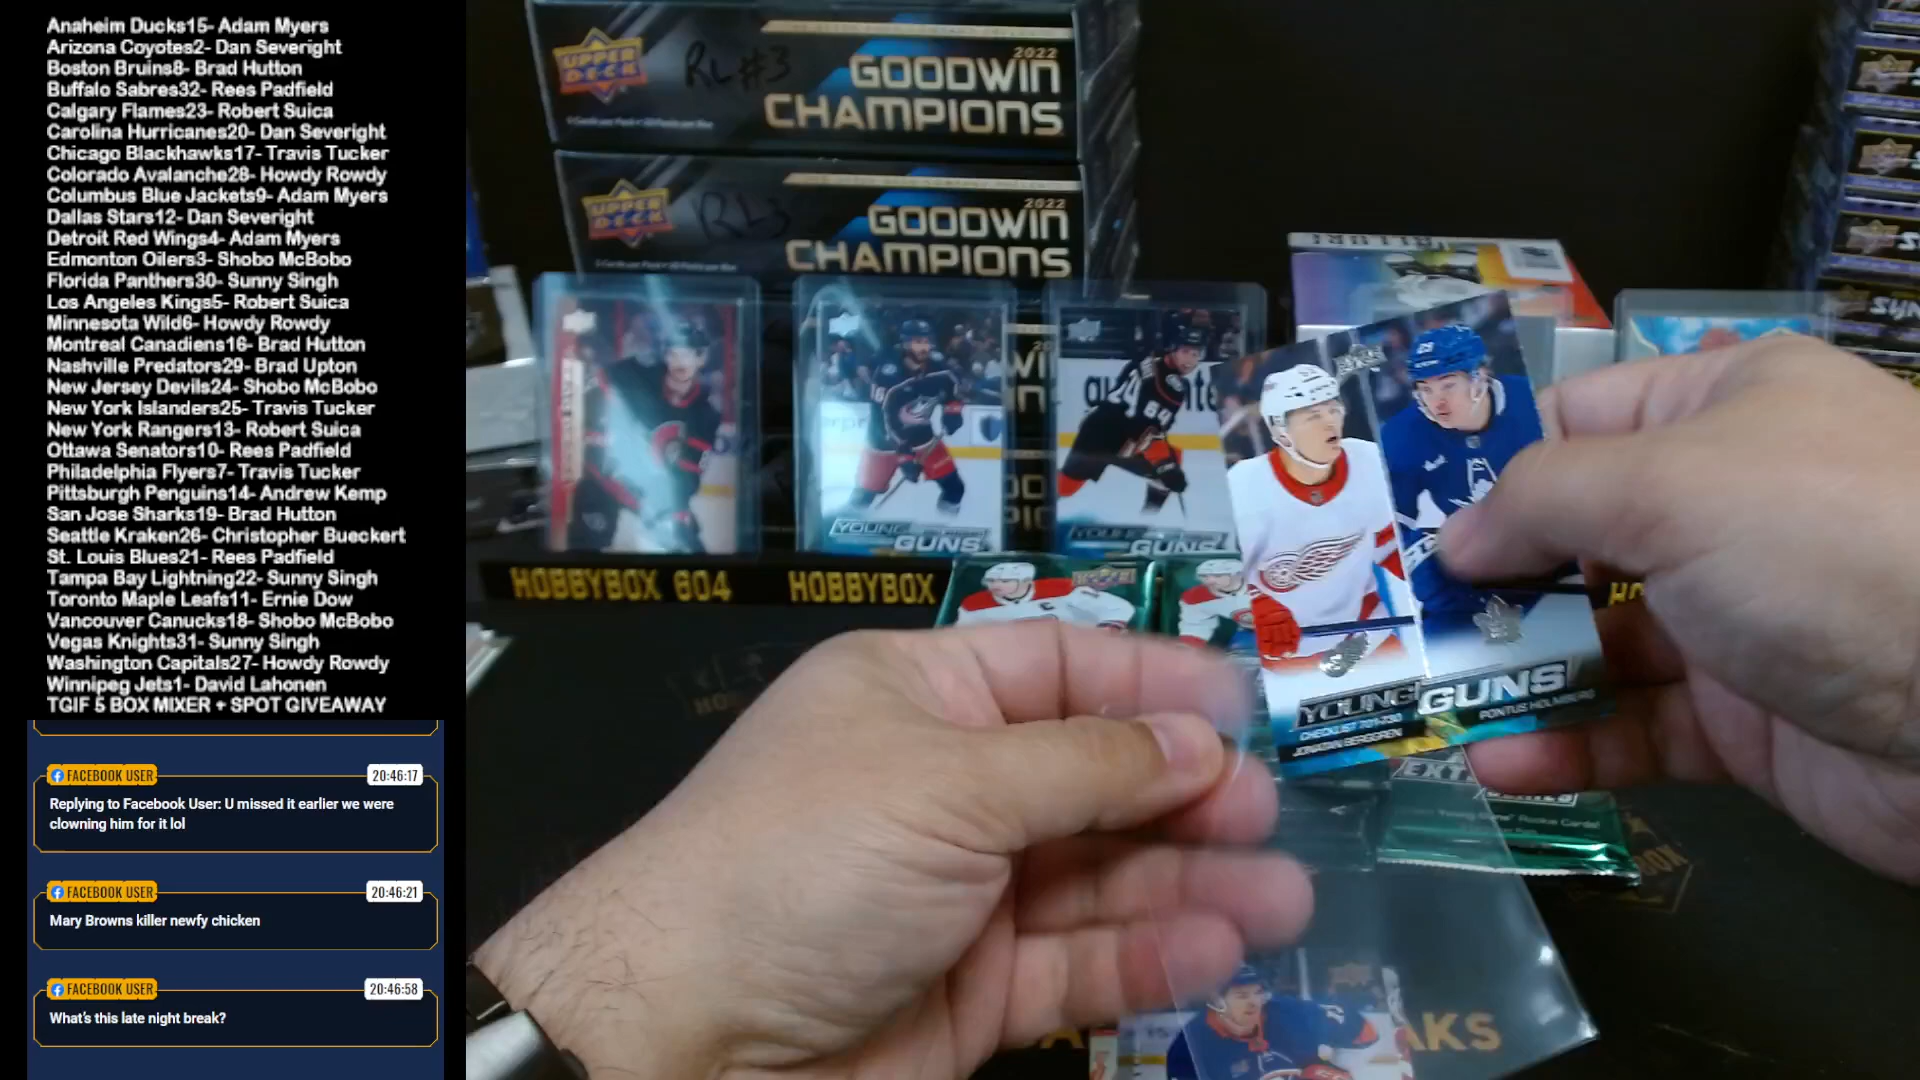 Anaheim Ducks15- Adam Myers
Arizona Coyotes2- Dan Severight
Boston Bruins8- Brad Hutton
Buffalo Sabres32- Rees Padfield
Calgary Flames23- Robert Suica
Carolina Hurricanes20- Dan Severight
Chicago Blackhawks17- Travis Tucker
Colorado Avalanche28- Howdy Rowdy
Columbus Blue Jackets9- Adam Myers
Dallas Stars12- Dan Severight
Detroit Red Wings4- Adam Myers
Edmonton Oilers3- Shobo McBobo
Florida Panthers30- Sunny Singh
Los Angeles Kings5- Robert Suica
Minnesota Wild6- Howdy Rowdy
Montreal Canadiens16- Brad Hutton
Nashville Predators29- Brad Upton
New Jersey Devils24- Shobo McBobo
New York Islanders25- Travis Tucker
New York Rangers13- Robert Suica
Ottawa Senators10- Rees Padfield
Philadelphia Flyers7- Travis Tucker
Pittsburgh Penguins14- Andrew Kemp
San Jose Sharks19- Brad Hutton
Seattle Kraken26- Christopher Bueckert
St. Louis Blues21- Rees Padfield
Tampa Bay Lightning22- Sunny Singh
Toronto Maple Leafs11- Ernie Dow
Vancouver Canucks18- Shobo McBobo
Vegas Knights31- Sunny Singh
Washington Capitals27- Howdy Rowdy
Winnipeg Jets1- David Lahonen
TGIF 5 BOX MIXER + SPOT GIVEAWAY
FACEBOOK USER 20:46:17
Replying to Facebook User: U missed it earlier we were
clowning him for it lol
FACEBOOK USER 20:46:21
Mary Browns killer newfy chicken
FACEBOOK USER 20:46:58
What's this late night break?
UPPER DECK
RL#3
2022
GOODWIN
CHAMPIONS
UPPER DECK
RL3
2022
GOODWIN
CHAMPIONS
YOUNG GUNS
YOUNG GUNS
HOBBYBOX 604
HOBBYBOX
YOUNG GUNS
CHECKLIST 701-730
JONATAN BERGGREN
PONTUS HOLMBERG